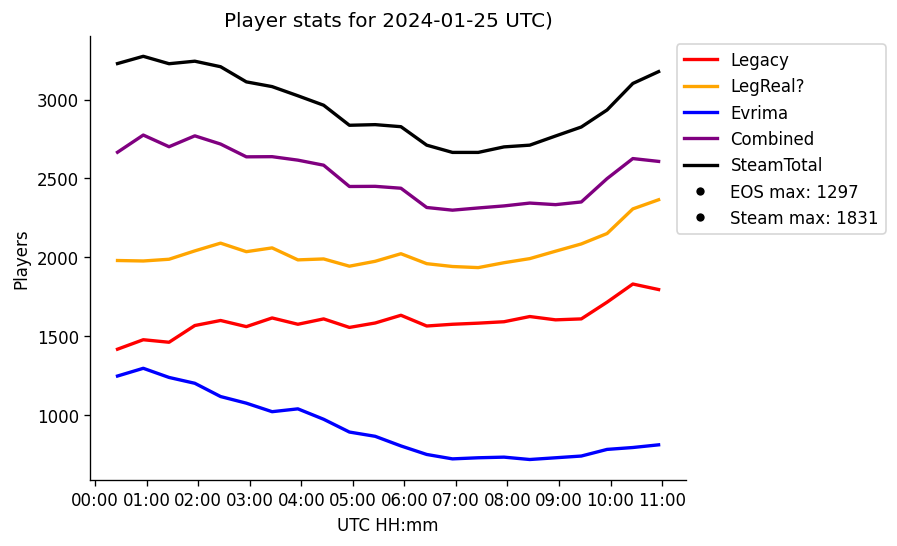 Player stats for 2024-01-25 UTC)
Legacy
LegReal?
Evrima
Combined
SteamTotal
EOS max: 1297
Steam max: 1831
Players
3000
2500
2000
1500
1000
00:00 01:00 02:00 03:00 04:00 05:00 06:00 07:00 08:00 09:00 10:00 11:00
UTC HH:mm